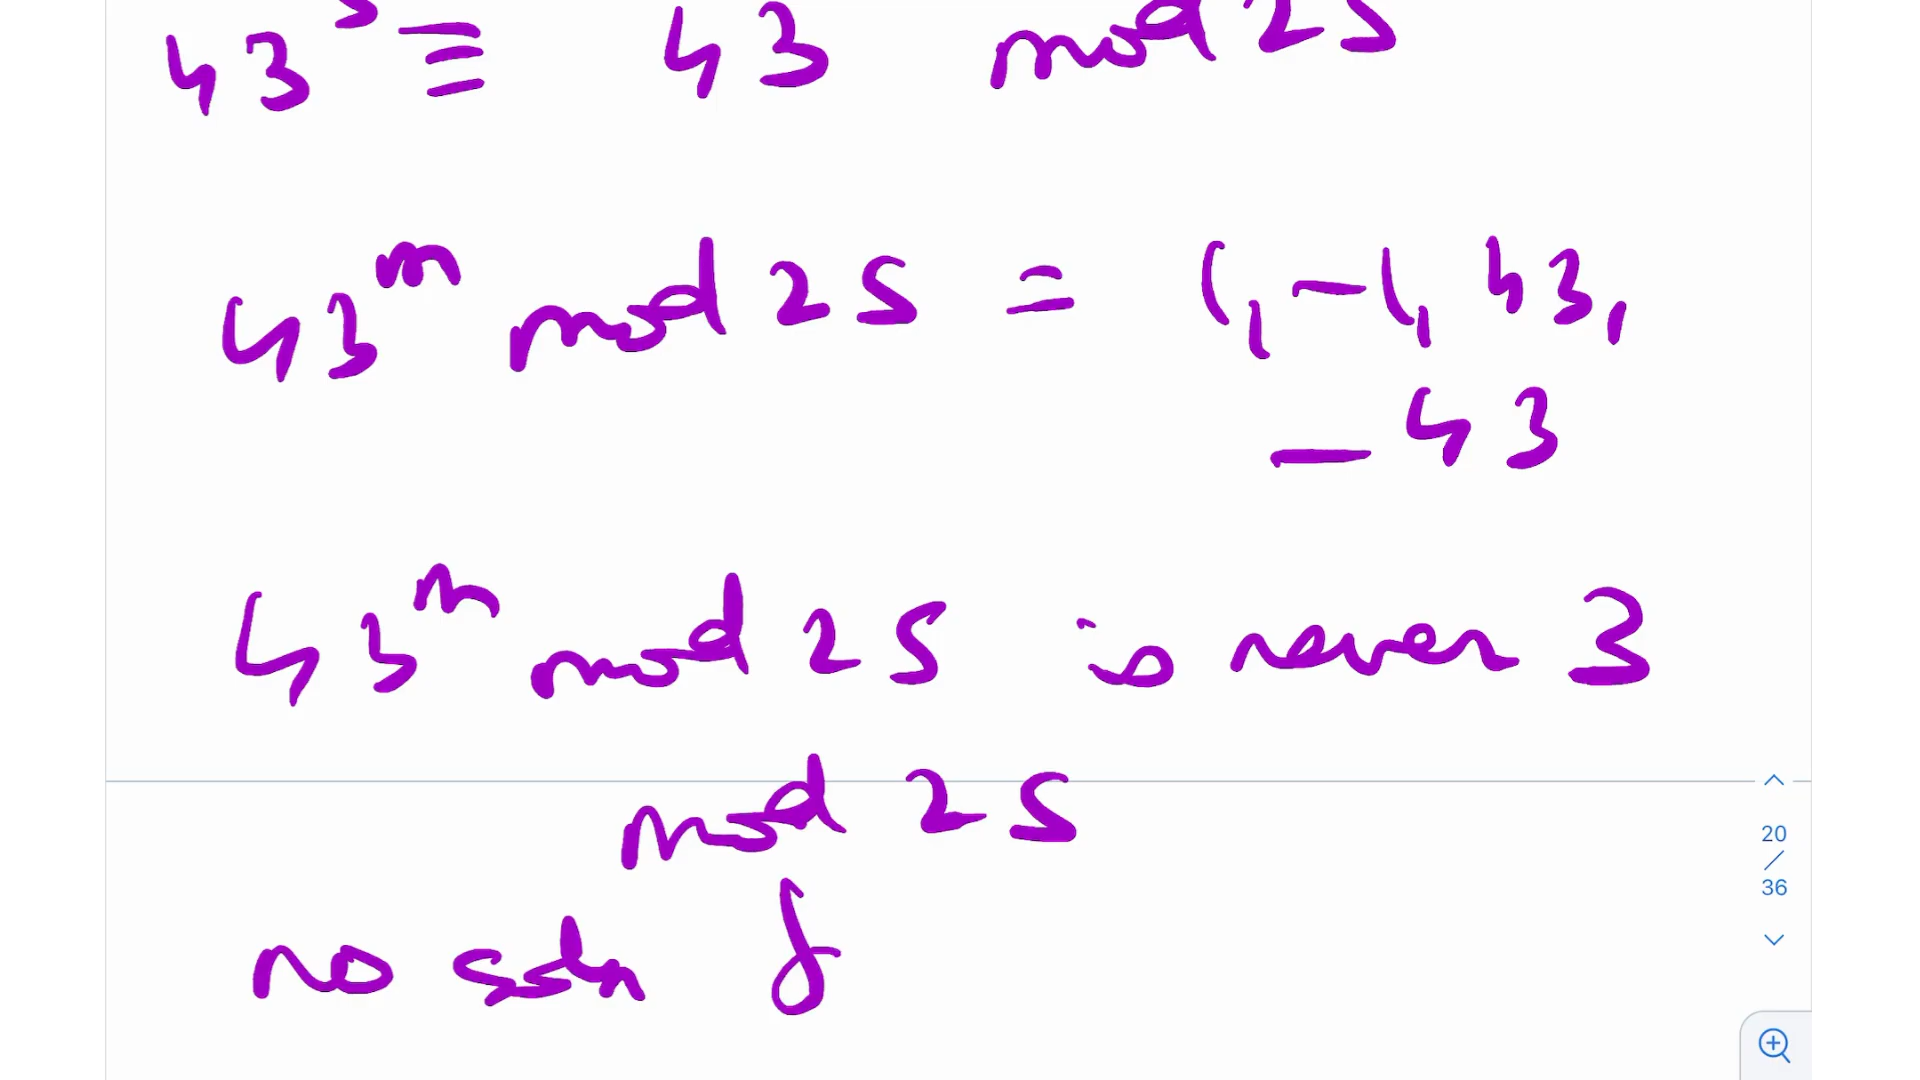 43⁵ ≡ 43 mod 25
43ᵐ mod 25 = 1, -1, 43,
- 43
43ᵐ mod 25 is never 3
mod 25
no soln
20
/
36